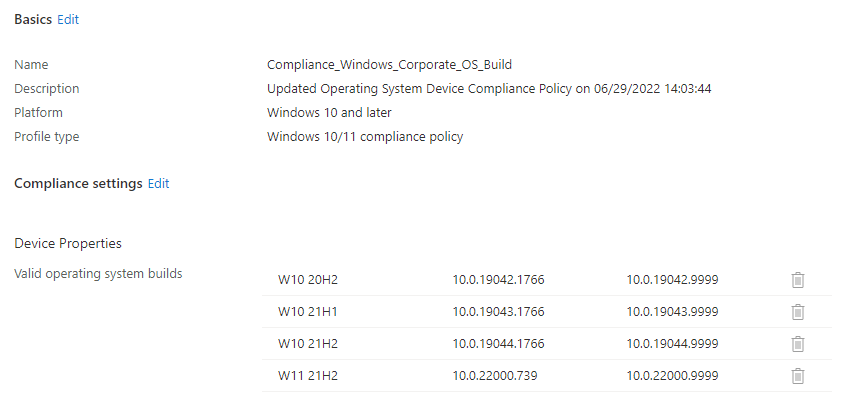 Basics Edit
Name Compliance_Windows_Corporate_OS_Build
Description Updated Operating System Device Compliance Policy on 06/29/2022 14:03:44
Platform Windows 10 and later
Profile type Windows 10/11 compliance policy
Compliance settings Edit
Device Properties
Valid operating system builds
W10 20H2 10.0.19042.1766 10.0.19042.9999
W10 21H1 10.0.19043.1766 10.0.19043.9999
W10 21H2 10.0.19044.1766 10.0.19044.9999
W11 21H2 10.0.22000.739 10.0.22000.9999